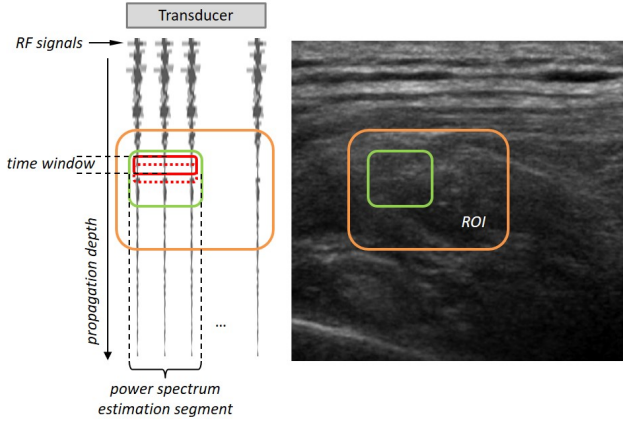 Transducer
RF signals
time window
ROI
propagation depth
...
power spectrum
estimation segment